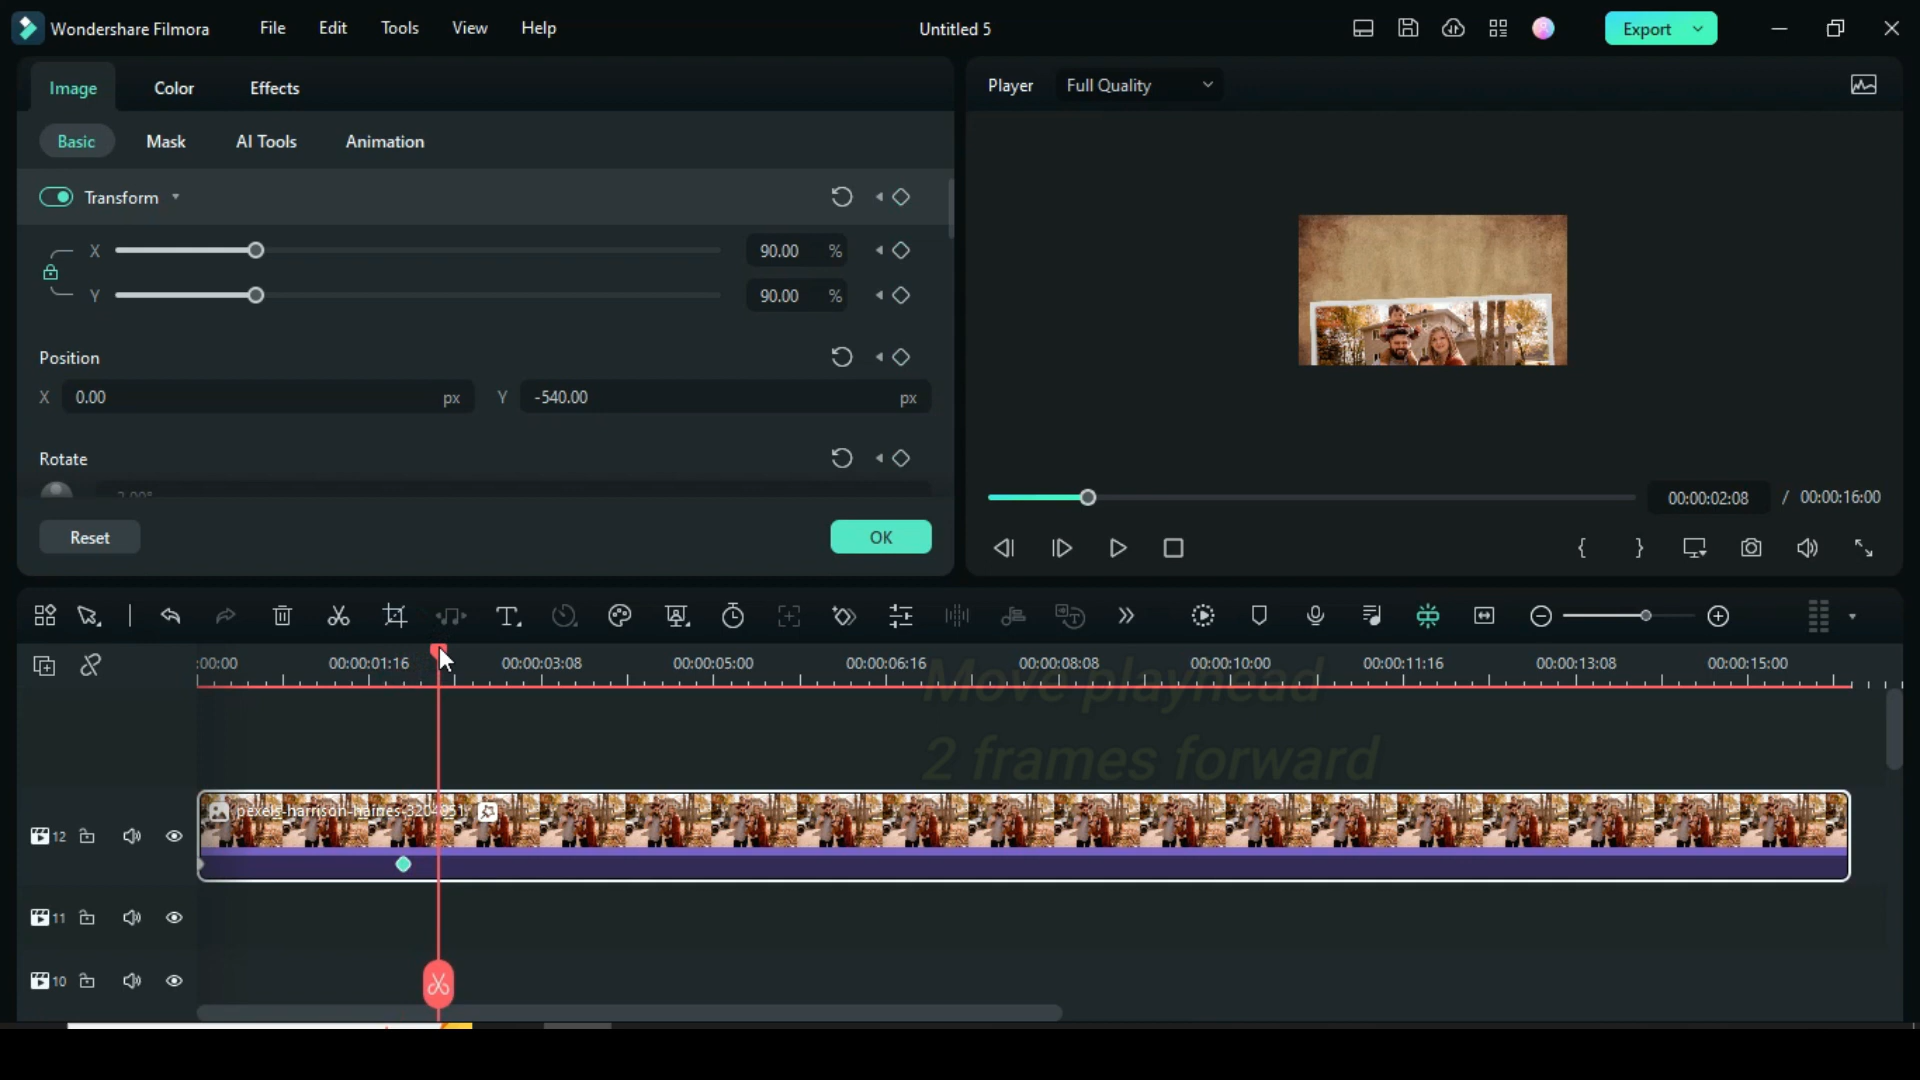 Wondershare Filmora File Edit Tools View Help Untitled 5 Export
Image Color Effects
Player Full Quality
Basic Mask AI Tools Animation
Transform
X 90.00 %
Y 90.00 %
Position
X 0.00 px Y -540.00 px
Rotate
00:00:02:08 / 00:00:16:00
Reset OK
:00:00 00:00:01:16 00:00:03:08 00:00:05:00 00:00:06:16 00:00:08:08 00:00:10:00 00:00:11:16 00:00:13:08 00:00:15:00
Move playhead
2 frames forward
pexels-harrison-haines-3204951
12
11
10